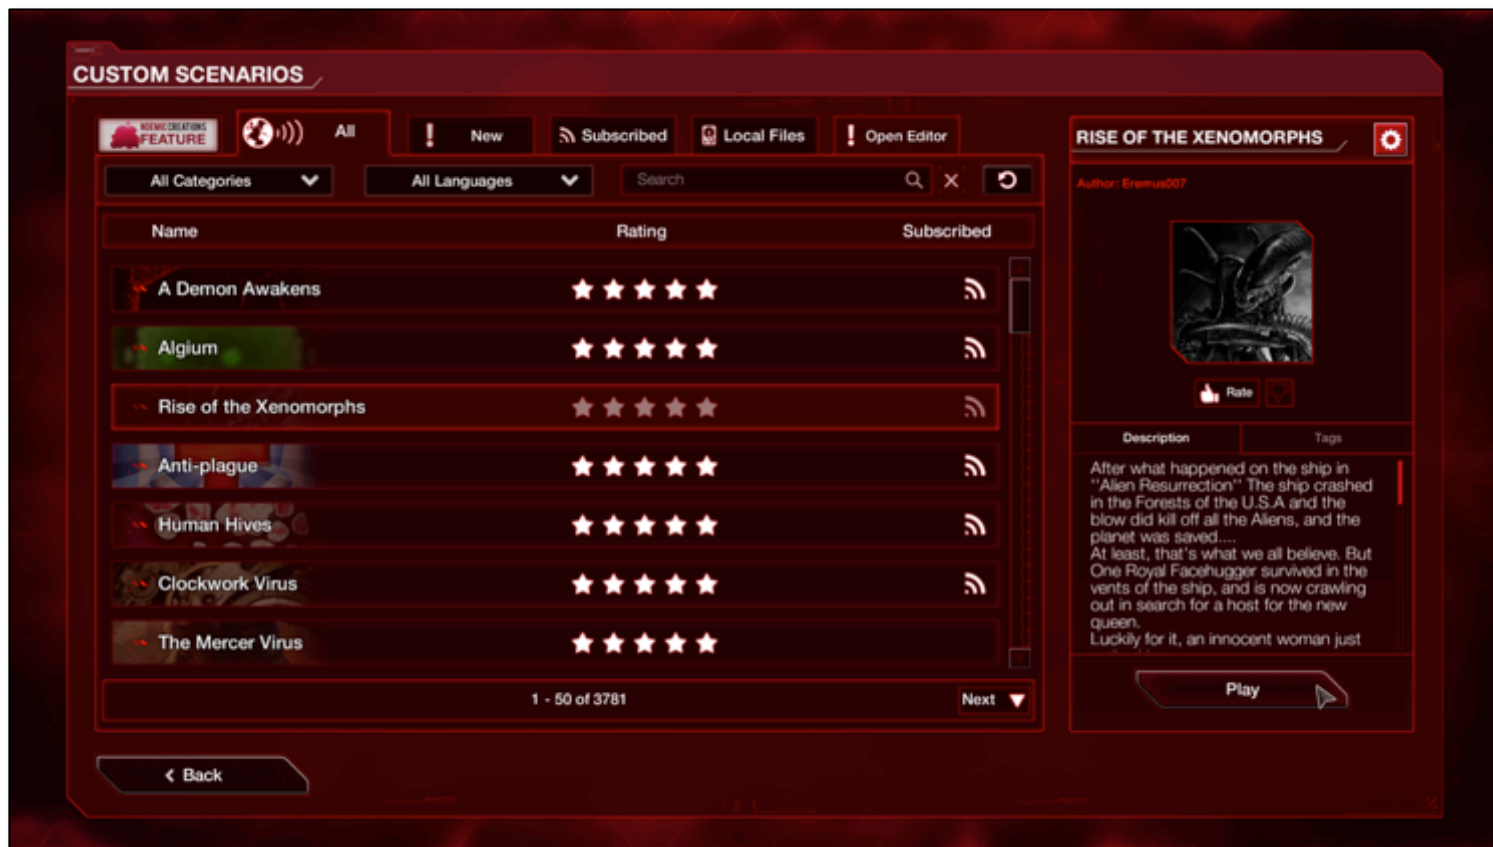 CUSTOM SCENARIOS
NDEMIC CREATIONS
FEATURE
All
New
Subscribed
Local Files
Open Editor
All Categories
All Languages
Search
Name Rating Subscribed
A Demon Awakens
Algium
Rise of the Xenomorphs
Anti-plague
Human Hives
Clockwork Virus
The Mercer Virus
1 - 50 of 3781
Next
Back
RISE OF THE XENOMORPHS
Author: Eremus007
Rate
Description Tags
After what happened on the ship in
"Alien Resurrection" The ship crashed
in the Forests of the U.S.A and the
blow did kill off all the Aliens, and the
planet was saved....
At least, that's what we all believe. But
One Royal Facehugger survived in the
vents of the ship, and is now crawling
out in search for a host for the new
queen.
Luckily for it, an innocent woman just
Play